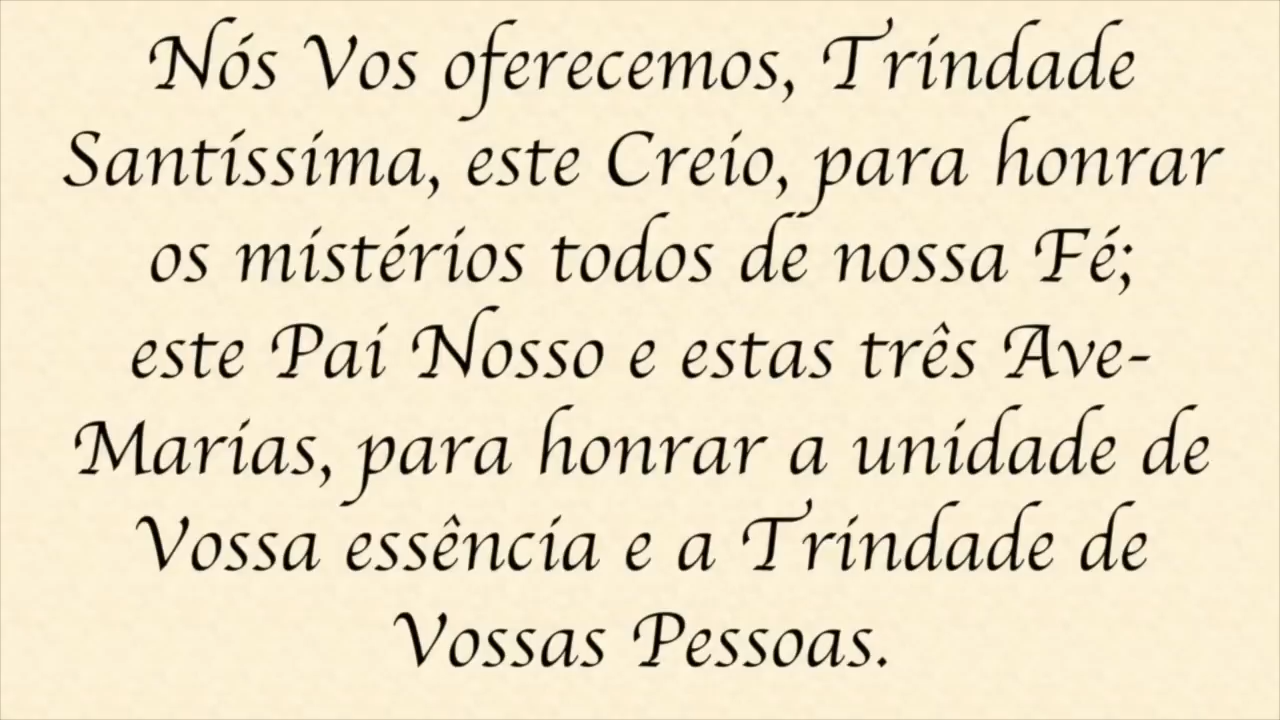 Nós Vos oferecemos, Trindade
Santíssima, este Creio, para honrar
os mistérios todos de nossa Fé;
este Pai Nosso e estas três Ave-
Marias, para honrar a unidade de
Vossa essência e a Trindade de
Vossas Pessoas.